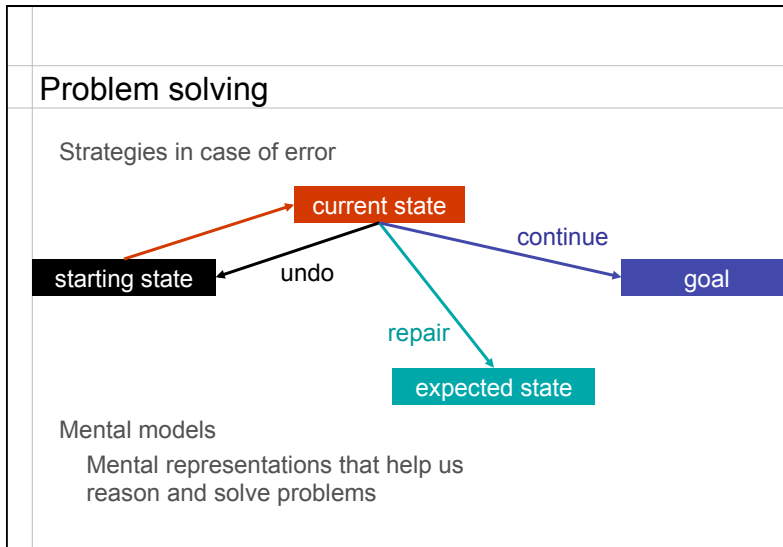 Problem solving
Strategies in case of error
current state
continue
starting state
undo
goal
repair
expected state
Mental models
Mental representations that help us
reason and solve problems